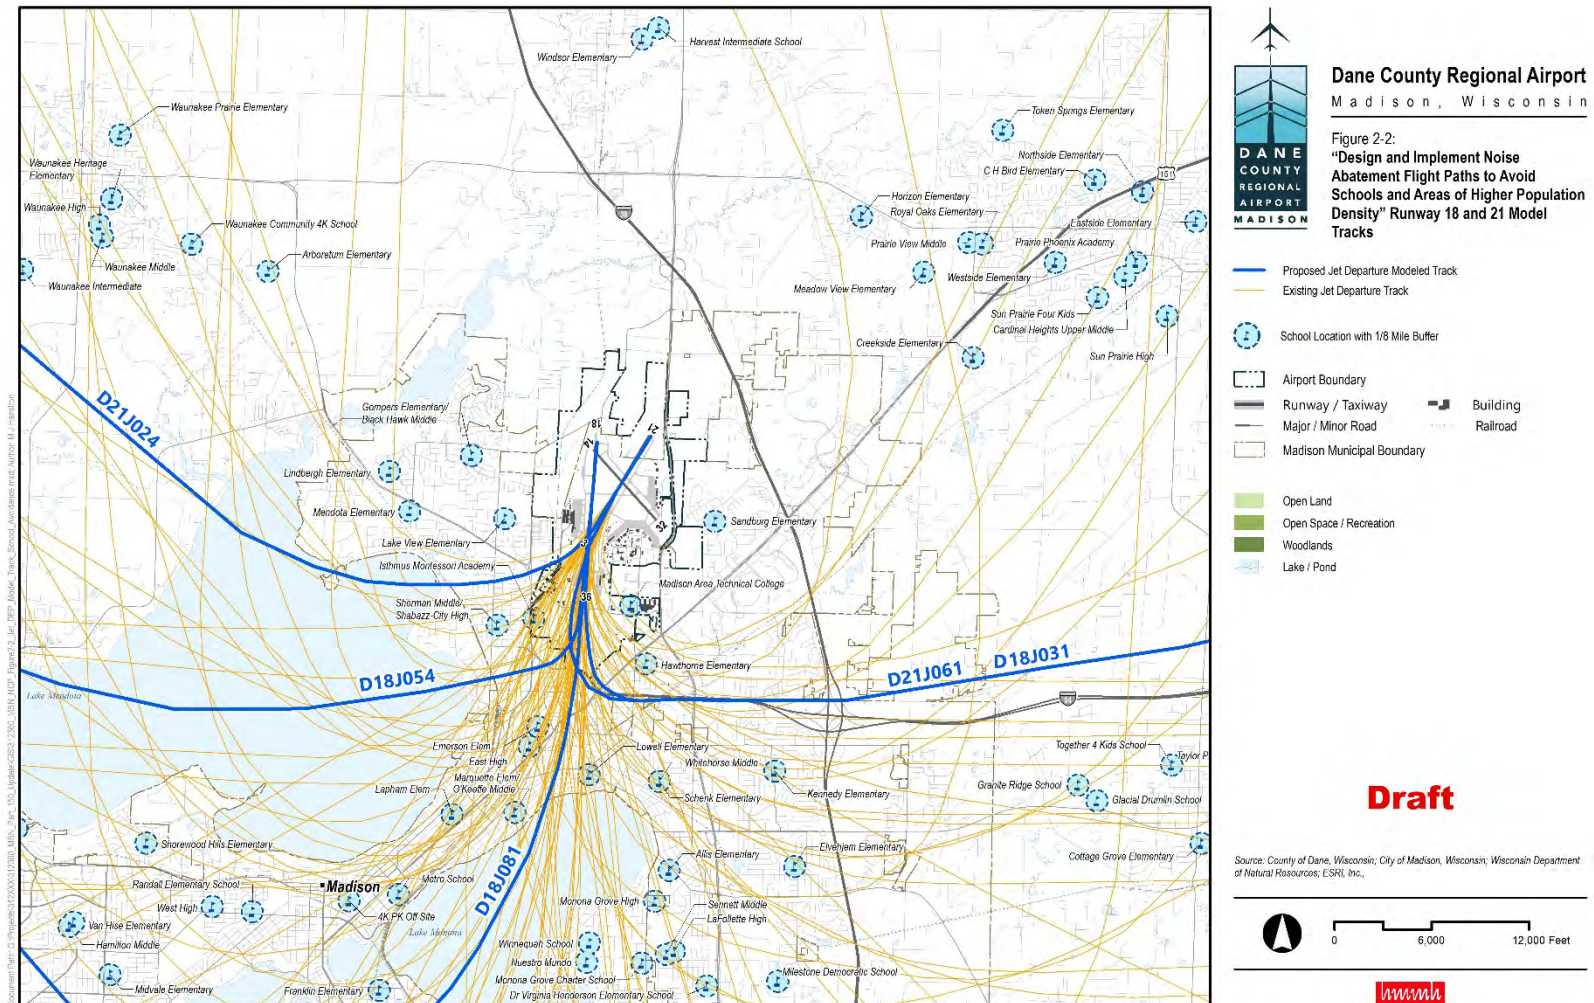 Windsor Elementary
Harvest Intermediate School
Waunakee Prairie Elementary
Token Springs Elementary
Waunakee Heritage
Elementary
Northside Elementary
C H Bird Elementary
151
Waunakee High
Horizon Elementary
Royal Oaks Elementary
Waunakee Community 4K School
Eastside Elementary
Prairie View Middle
Prairie Phoenix Academy
Arboretum Elementary
Waunakee Middle
Westside Elementary
Waunakee Intermediate
Meadow View Elementary
Sun Prairie Four Kids
Cardinal Heights Upper Middle
Creekside Elementary
Sun Prairie High
D21J024
Gompers Elementary/
Black Hawk Middle
18
21
14
Lindbergh Elementary
Mendota Elementary
32
Sandburg Elementary
Lake View Elementary
3
Isthmus Montessori Academy
Madison Area Technical College
36
Sherman Middle/
Shabazz-City High
Hawthorne Elementary
D18J054
D21J061
D18J031
Lake Mendota
Emerson Elem
East High
Lowell Elementary
Whitehorse Middle
Together 4 Kids School
Taylor P
Marquette Elem/
O'Keeffe Middle
Lapham Elem
Schenk Elementary
Kennedy Elementary
Granite Ridge School
Glacial Drumlin School
Shorewood Hills Elementary
Elvehjem Elementary
Allis Elementary
Cottage Grove Elementary
D18J081
Randall Elementary School
Madison
Metro School
West High
4K PK Off Site
Monona Grove High
Sennett Middle
LaFollette High
Van Hise Elementary
Hamilton Middle
Lake Monona
Winnequah School
Nuestro Mundo
Monona Grove Charter School
Milestone Democratic School
Midvale Elementary
Franklin Elementary
Dr Virginia Henderson Elementary School
DANE
COUNTY
REGIONAL
AIRPORT
MADISON
Dane County Regional Airport
Madison, Wisconsin
Figure 2-2:
“Design and Implement Noise
Abatement Flight Paths to Avoid
Schools and Areas of Higher Population
Density” Runway 18 and 21 Model
Tracks
Proposed Jet Departure Modeled Track
Existing Jet Departure Track
School Location with 1/8 Mile Buffer
Airport Boundary
Runway / Taxiway
Building
Major / Minor Road
Railroad
Madison Municipal Boundary
Open Land
Open Space / Recreation
Woodlands
Lake / Pond
Draft
Source: County of Dane, Wisconsin; City of Madison, Wisconsin; Wisconsin Department
of Natural Resources; ESRI, Inc.,
0 6,000 12,000 Feet
hmmh